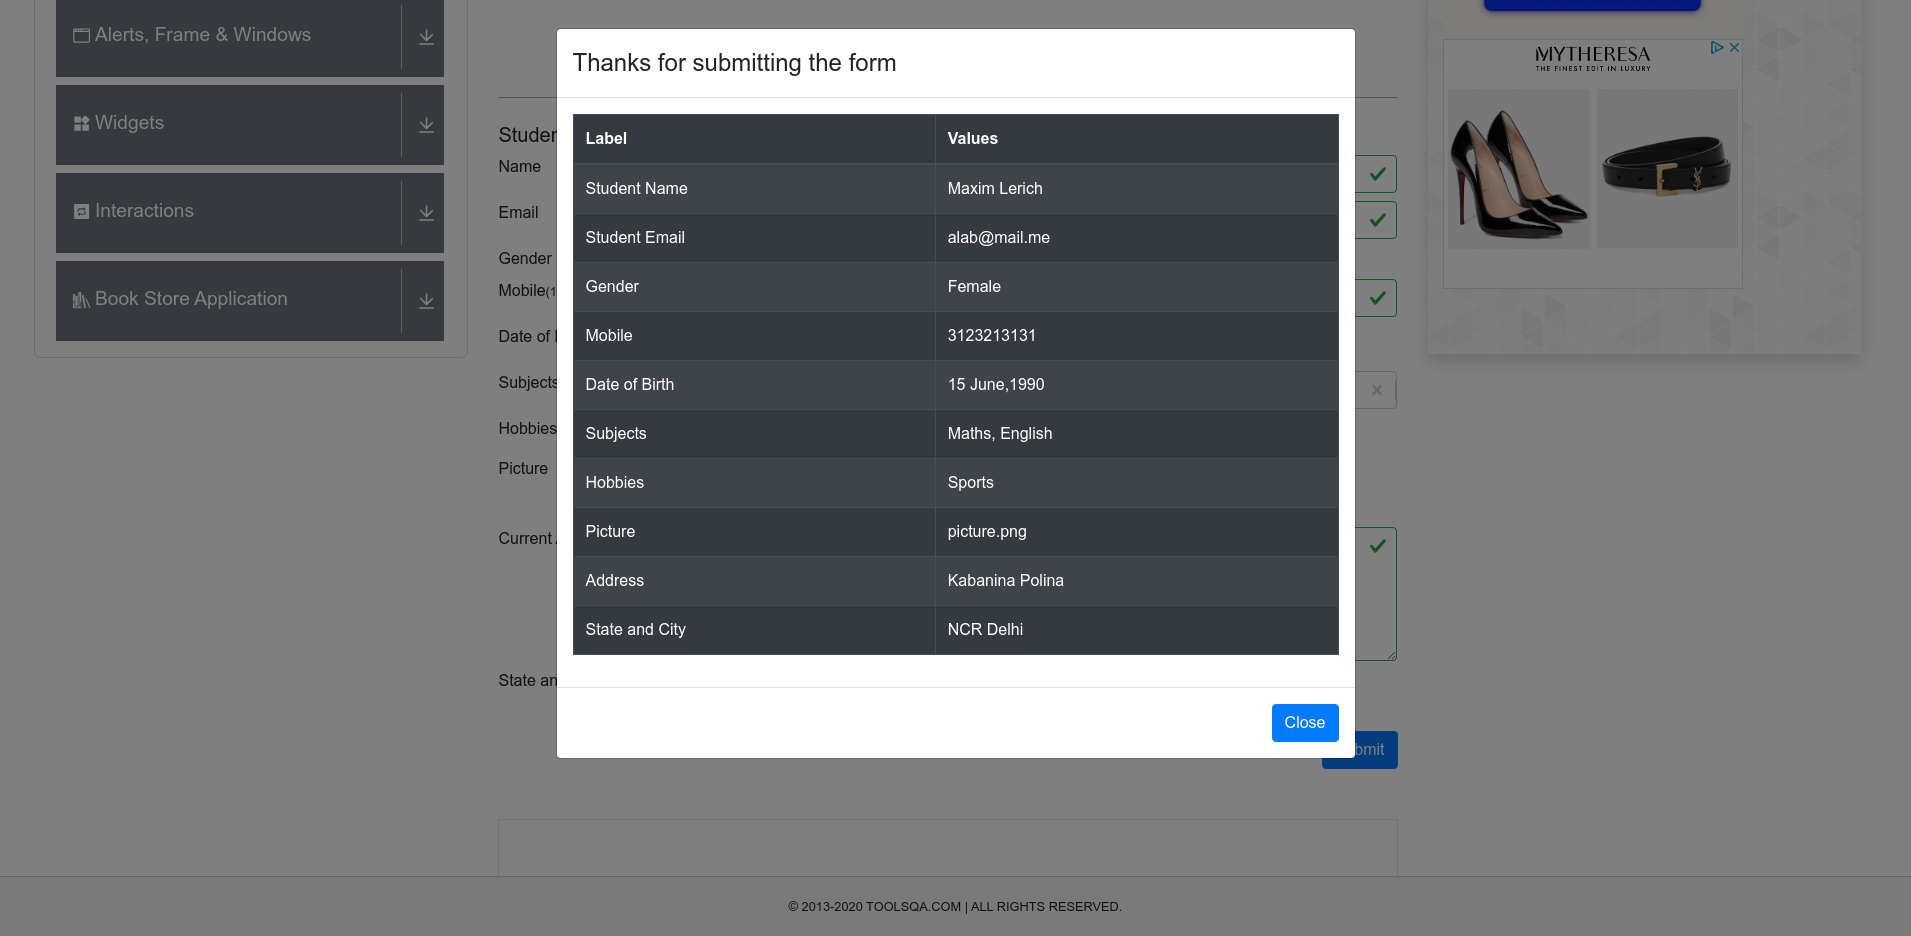 Alerts, Frame & Windows
Widgets
Interactions
Book Store Application
Student
Name
Email
Gender
Mobile(1
Date of
Subjects
Hobbies
Picture
Current
State an
Thanks for submitting the form
Label Values
Student Name Maxim Lerich
Student Email alab@mail.me
Gender Female
Mobile 3123213131
Date of Birth 15 June,1990
Subjects Maths, English
Hobbies Sports
Picture picture.png
Address Kabanina Polina
State and City NCR Delhi
Close
bmit
MYTHERESA
THE FINEST EDIT IN LUXURY
© 2013-2020 TOOLSQA.COM | ALL RIGHTS RESERVED.